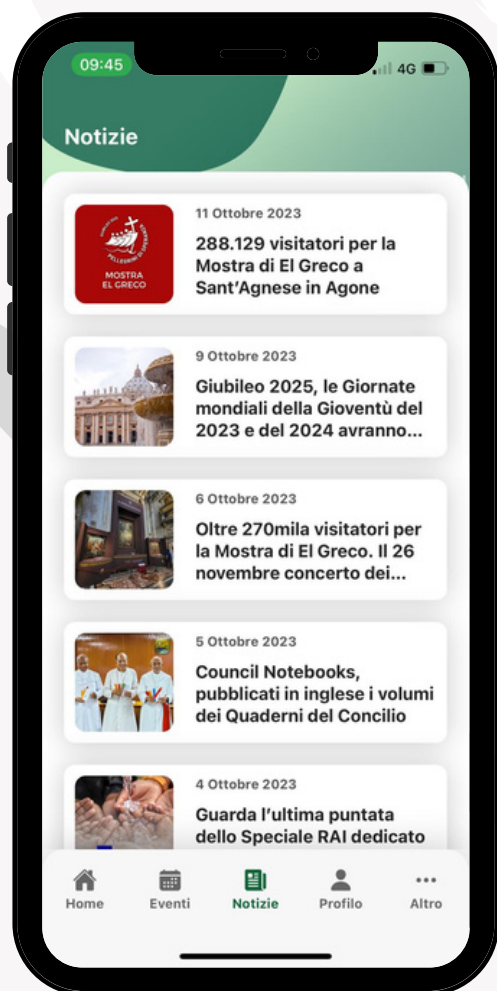 09:45
4G
Notizie
MOSTRA
EL GRECO
11 Ottobre 2023
288.129 visitatori per la
Mostra di El Greco a
Sant'Agnese in Agone
9 Ottobre 2023
Giubileo 2025, le Giornate
mondiali della Gioventù del
2023 e del 2024 avranno...
6 Ottobre 2023
Oltre 270mila visitatori per
la Mostra di El Greco. Il 26
novembre concerto dei...
5 Ottobre 2023
Council Notebooks,
pubblicati in inglese i volumi
dei Quaderni del Concilio
4 Ottobre 2023
Guarda l'ultima puntata
dello Speciale RAI dedicato
Home
Eventi
Notizie
Profilo
Altro